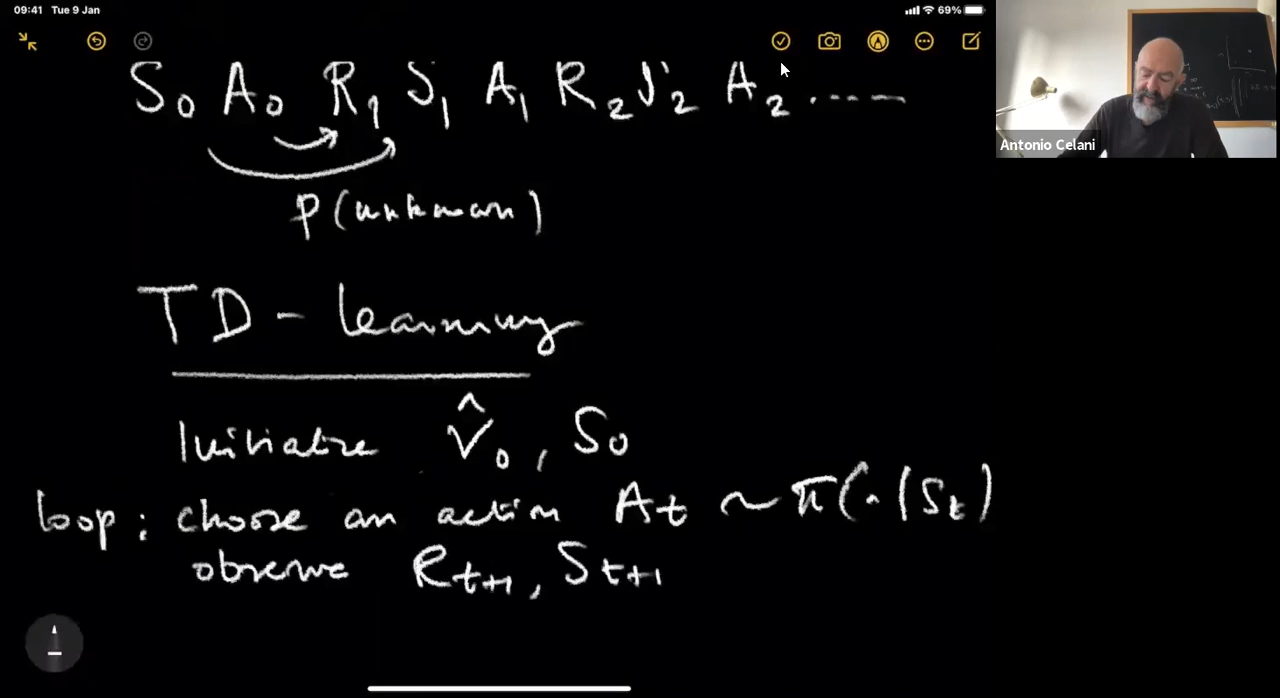 09:41 Tue 9 Jan 69%
S₀ A₀ R₁ S₁ A₁ R₂ S₂ A₂ ......
p (unknown)
TD - learning
Initialize V̂₀, S₀
loop: choose an action Aₜ ~ π(·|Sₜ)
observe Rₜ₊₁, Sₜ₊₁
Antonio Celani